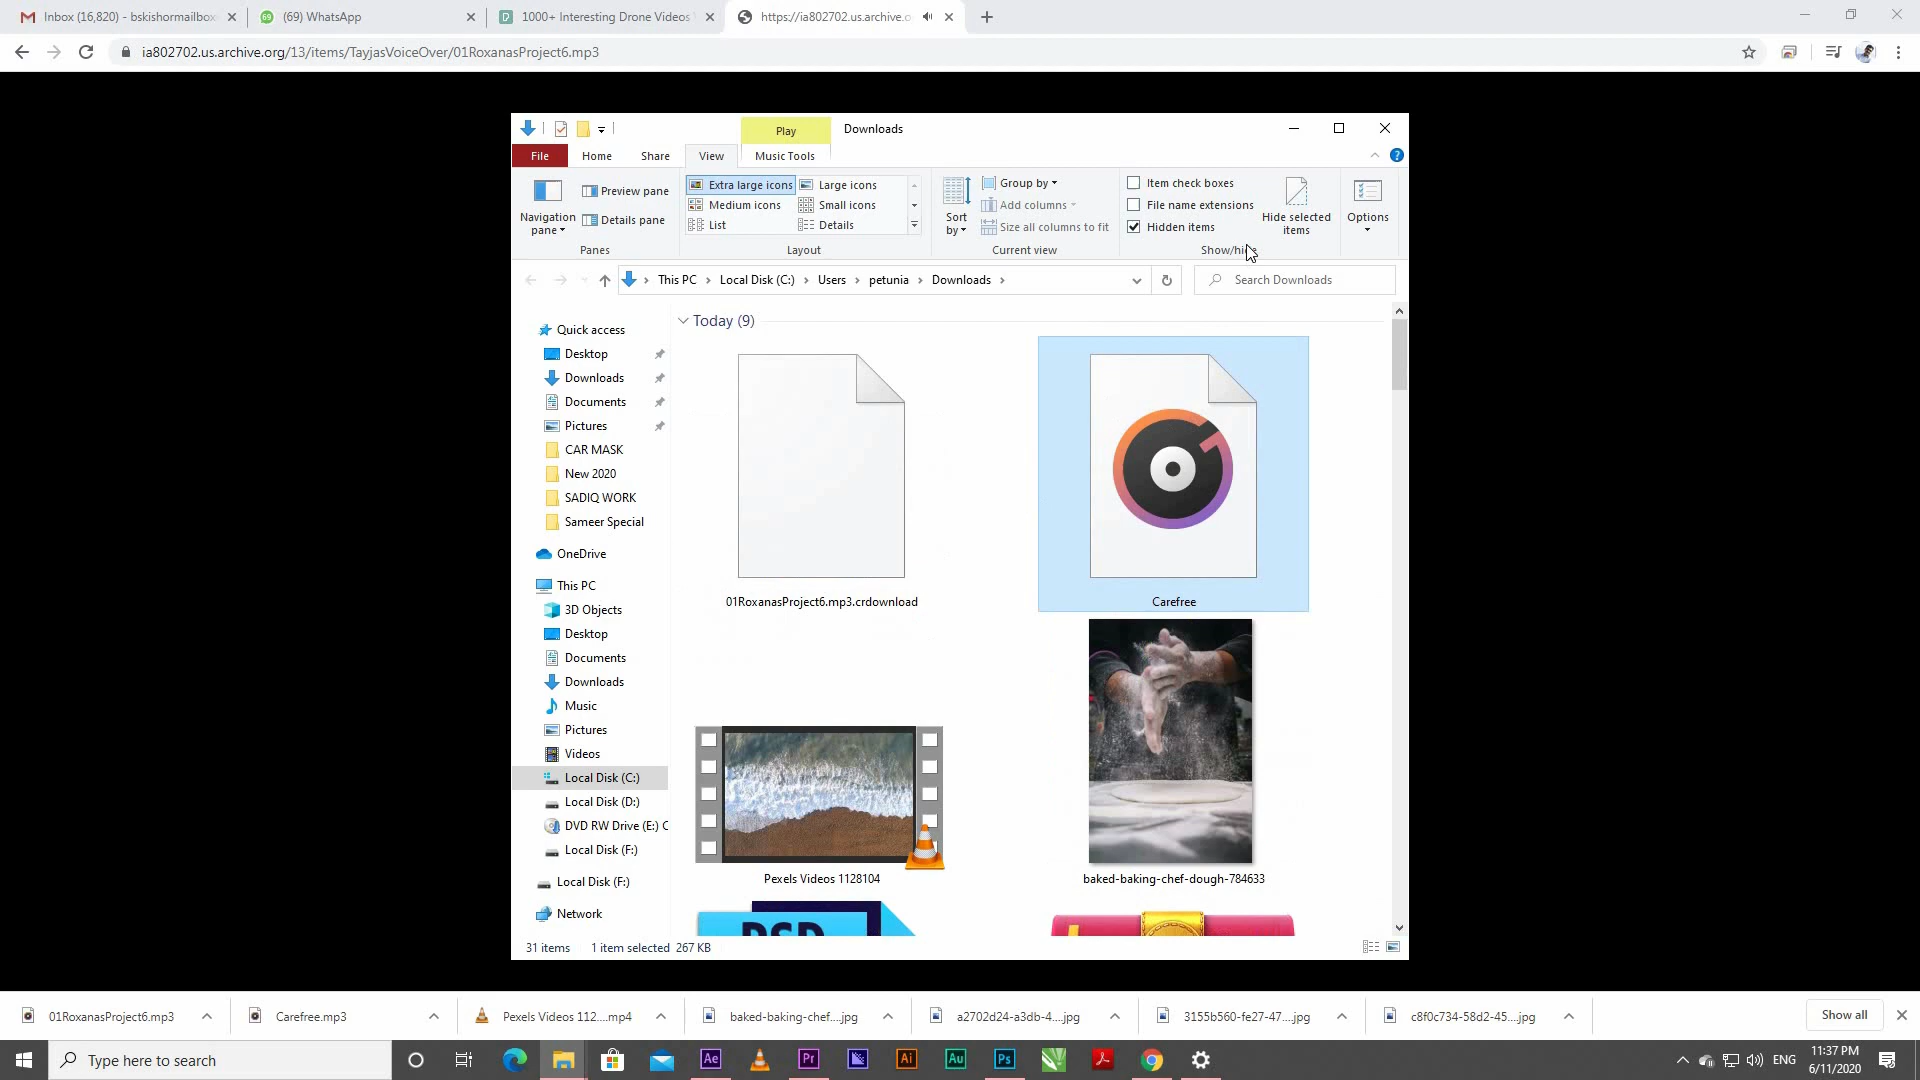 Inbox (16,820) - bskishormailbox
(69) WhatsApp
1000+ Interesting Drone Videos
https://ia802702.us.archive.o
ia802702.us.archive.org/13/items/TayjasVoiceOver/01RoxanasProject6.mp3
Play
Downloads
File
Home
Share
View
Music Tools
Navigation pane
Preview pane
Details pane
Panes
Extra large icons
Large icons
Medium icons
Small icons
List
Details
Layout
Sort by
Group by
Add columns
Size all columns to fit
Current view
Item check boxes
File name extensions
Hidden items
Hide selected items
Show/hide
Options
This PC
Local Disk (C:)
Users
petunia
Downloads
Search Downloads
Quick access
Desktop
Downloads
Documents
Pictures
CAR MASK
New 2020
SADIQ WORK
Sameer Special
OneDrive
This PC
3D Objects
Desktop
Documents
Downloads
Music
Pictures
Videos
Local Disk (C:)
Local Disk (D:)
DVD RW Drive (E:) C
Local Disk (F:)
Local Disk (F:)
Network
Today (9)
01RoxanasProject6.mp3.crdownload
Carefree
Pexels Videos 1128104
baked-baking-chef-dough-784633
PSD
31 items
1 item selected 267 KB
01RoxanasProject6.mp3
Carefree.mp3
Pexels Videos 112....mp4
baked-baking-chef-....jpg
a2702d24-a3db-4....jpg
3155b560-fe27-47....jpg
c8f0c734-58d2-45....jpg
Show all
Type here to search
Ae
Pr
Ai
Au
Ps
ENG
11:37 PM
6/11/2020